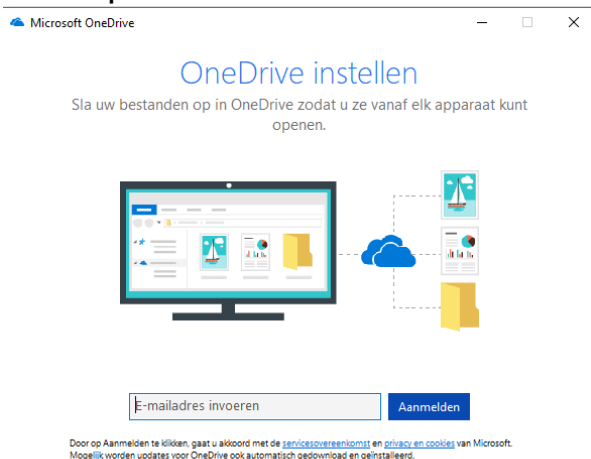 Microsoft OneDrive
OneDrive instellen
Sla uw bestanden op in OneDrive zodat u ze vanaf elk apparaat kunt
openen.
E-mailadres invoeren
Aanmelden
Door op Aanmelden te klikken, gaat u akkoord met de servicesovereenkomst en privacy en cookies van Microsoft.
Mogelijk worden updates voor OneDrive ook automatisch gedownload en geïnstalleerd.